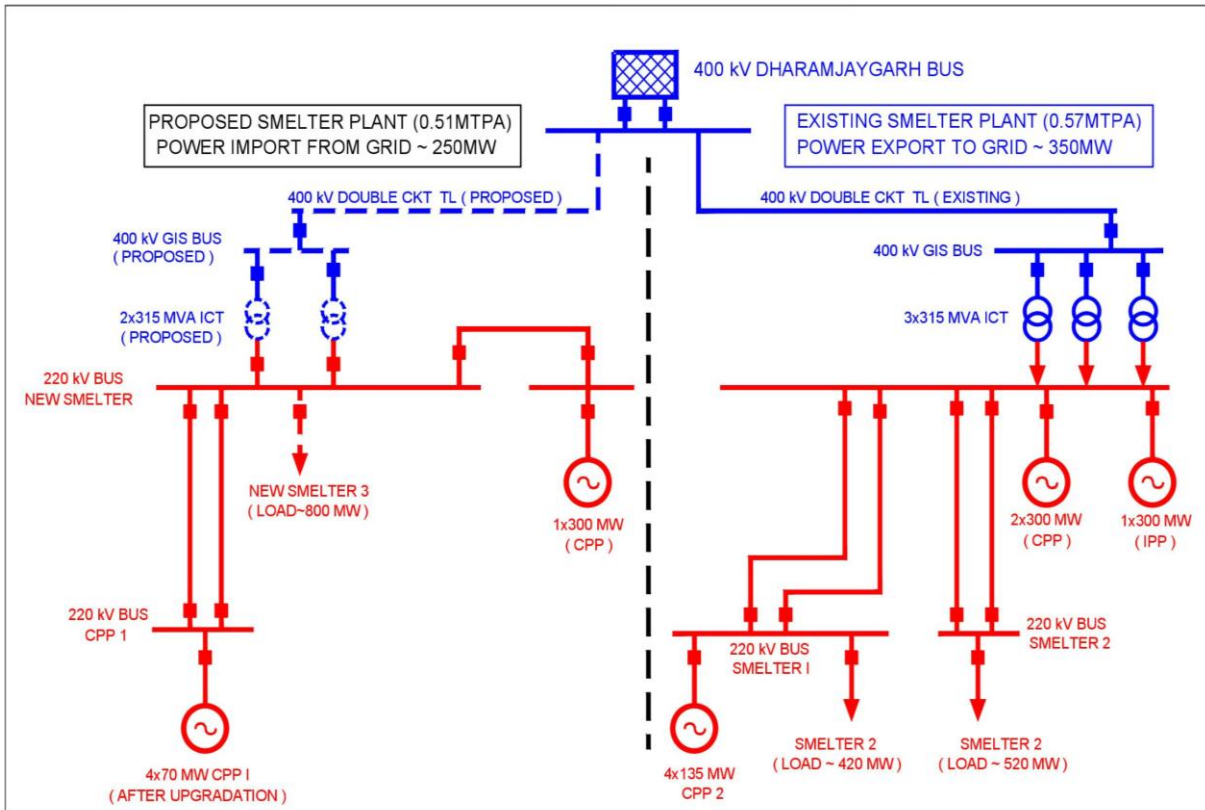 400 kV DHARAMJAYGARH BUS
PROPOSED SMELTER PLANT (0.51MTPA)
POWER IMPORT FROM GRID ~ 250MW
EXISTING SMELTER PLANT (0.57MTPA)
POWER EXPORT TO GRID ~ 350MW
400 kV DOUBLE CKT TL ( PROPOSED )
400 kV DOUBLE CKT TL ( EXISTING )
400 kV GIS BUS
( PROPOSED )
400 kV GIS BUS
2x315 MVA ICT
( PROPOSED )
3x315 MVA ICT
220 kV BUS
NEW SMELTER
NEW SMELTER 3
( LOAD~800 MW )
1x300 MW
( CPP )
2x300 MW
( CPP )
1x300 MW
( IPP )
220 kV BUS
CPP 1
220 kV BUS
SMELTER I
220 kV BUS
SMELTER 2
4x70 MW CPP I
( AFTER UPGRADATION )
4x135 MW
CPP 2
SMELTER 2
( LOAD ~ 420 MW )
SMELTER 2
( LOAD ~ 520 MW )